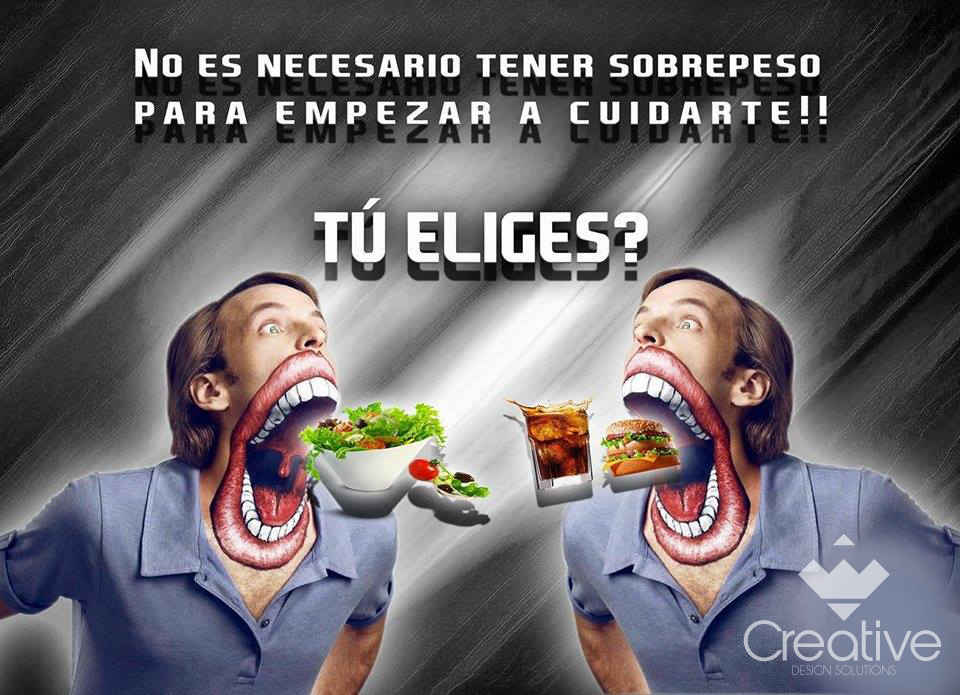 No es necesario tener sobrepeso
para empezar a cuidarte!!
TÚ ELIGES?
Creative
DESIGN SOLUTIONS